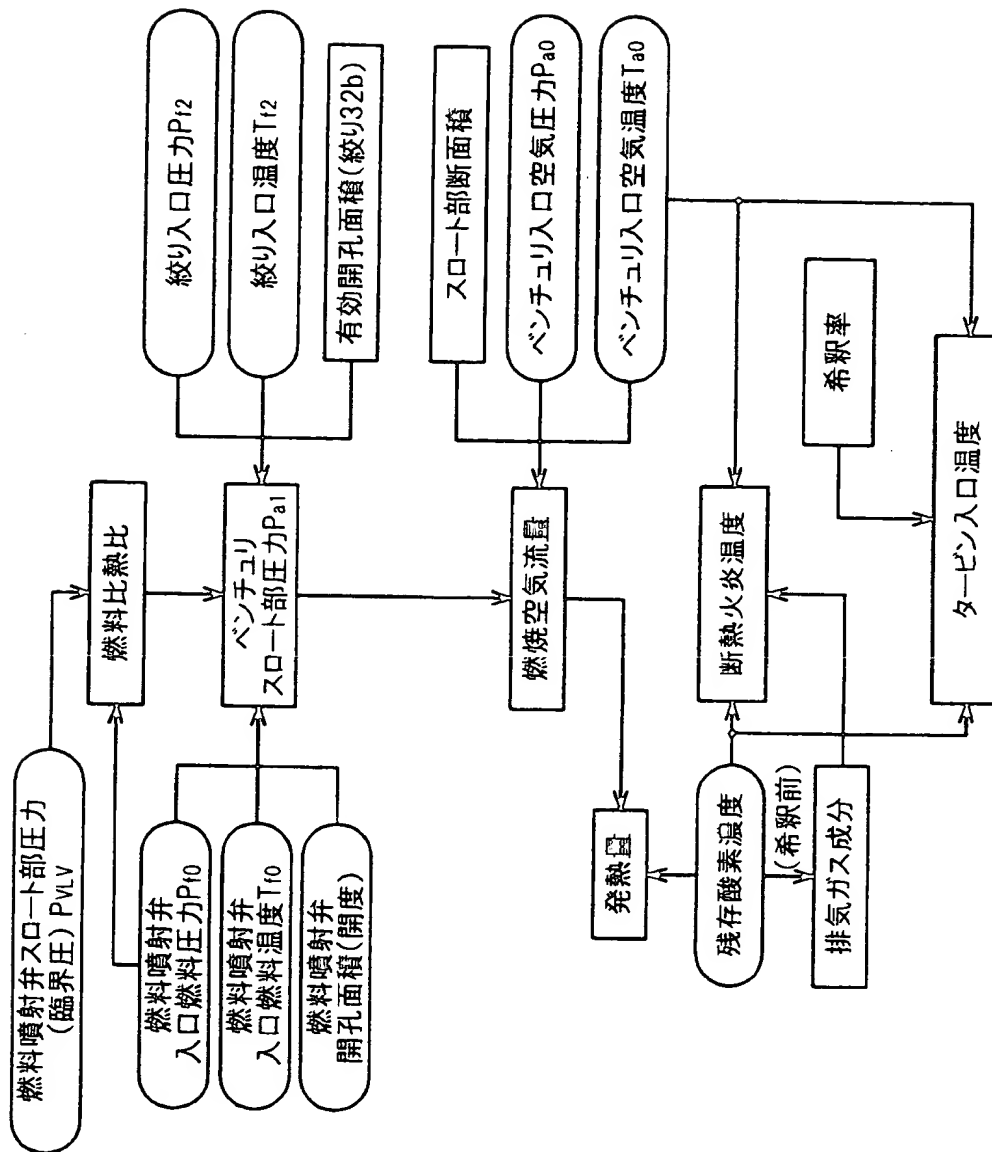 燃料噴射弁スロート部圧力
(臨界圧) PVLV
燃料噴射弁
入口燃料圧力Pf0
燃料噴射弁
入口燃料温度Tf0
燃料噴射弁
開孔面積(開度)
燃料比熱比
ベンチュリ
スロート部圧力Pa1
絞り入口圧力Pf2
絞り入口温度Tf2
有効開孔面積(絞り32b)
スロート部断面積
ベンチュリ入口空気圧力Pa0
ベンチュリ入口空気温度Ta0
燃焼空気流量
発熱量
残存酸素濃度
(希釈前)
排気ガス成分
断熱火炎温度
希釈率
タービン入口温度